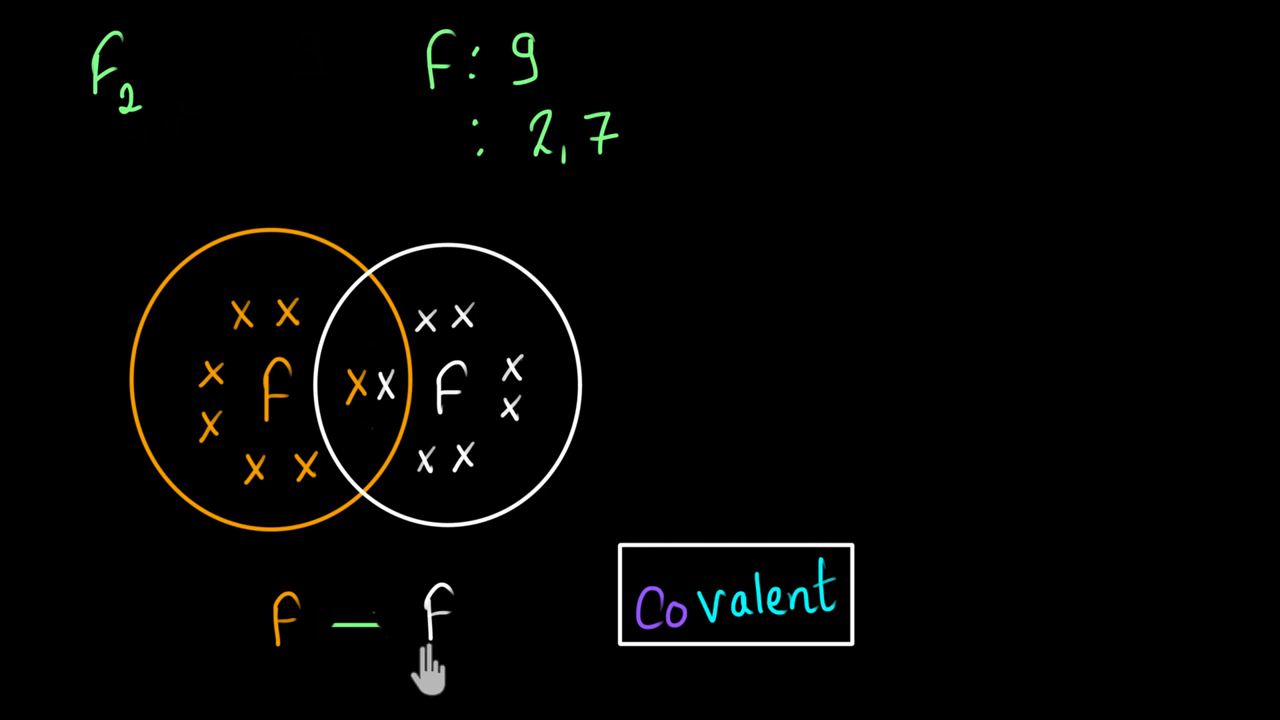 F₂ F: 9
: 2,7
x x x x
x F x x F x
x x
x x x x
F — F
Covalent